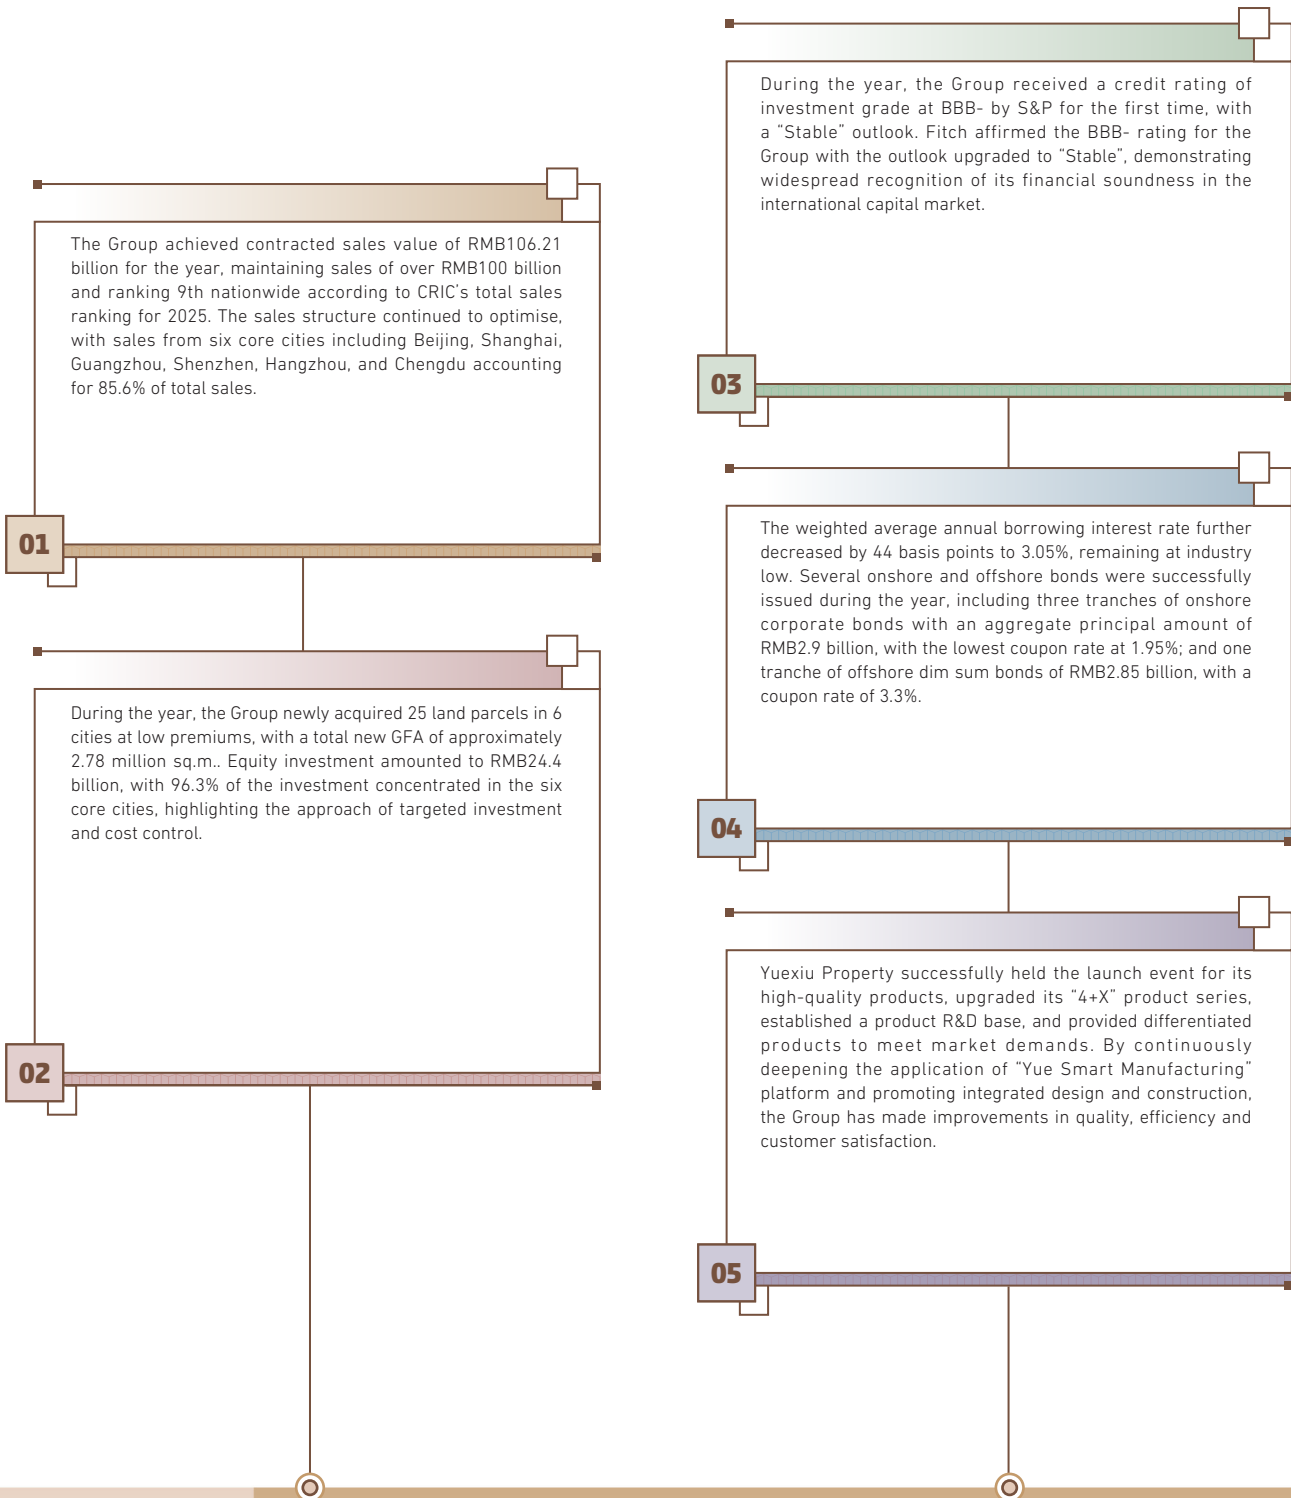 The Group achieved contracted sales value of RMB106.21
billion for the year, maintaining sales of over RMB100 billion
and ranking 9th nationwide according to CRIC's total sales
ranking for 2025. The sales structure continued to optimise,
with sales from six core cities including Beijing, Shanghai,
Guangzhou, Shenzhen, Hangzhou, and Chengdu accounting
for 85.6% of total sales.
01
During the year, the Group newly acquired 25 land parcels in 6
cities at low premiums, with a total new GFA of approximately
2.78 million sq.m.. Equity investment amounted to RMB24.4
billion, with 96.3% of the investment concentrated in the six
core cities, highlighting the approach of targeted investment
and cost control.
02
During the year, the Group received a credit rating of
investment grade at BBB- by S&P for the first time, with
a “Stable” outlook. Fitch affirmed the BBB- rating for the
Group with the outlook upgraded to “Stable”, demonstrating
widespread recognition of its financial soundness in the
international capital market.
03
The weighted average annual borrowing interest rate further
decreased by 44 basis points to 3.05%, remaining at industry
low. Several onshore and offshore bonds were successfully
issued during the year, including three tranches of onshore
corporate bonds with an aggregate principal amount of
RMB2.9 billion, with the lowest coupon rate at 1.95%; and one
tranche of offshore dim sum bonds of RMB2.85 billion, with a
coupon rate of 3.3%.
04
Yuexiu Property successfully held the launch event for its
high-quality products, upgraded its “4+X” product series,
established a product R&D base, and provided differentiated
products to meet market demands. By continuously
deepening the application of “Yue Smart Manufacturing”
platform and promoting integrated design and construction,
the Group has made improvements in quality, efficiency and
customer satisfaction.
05